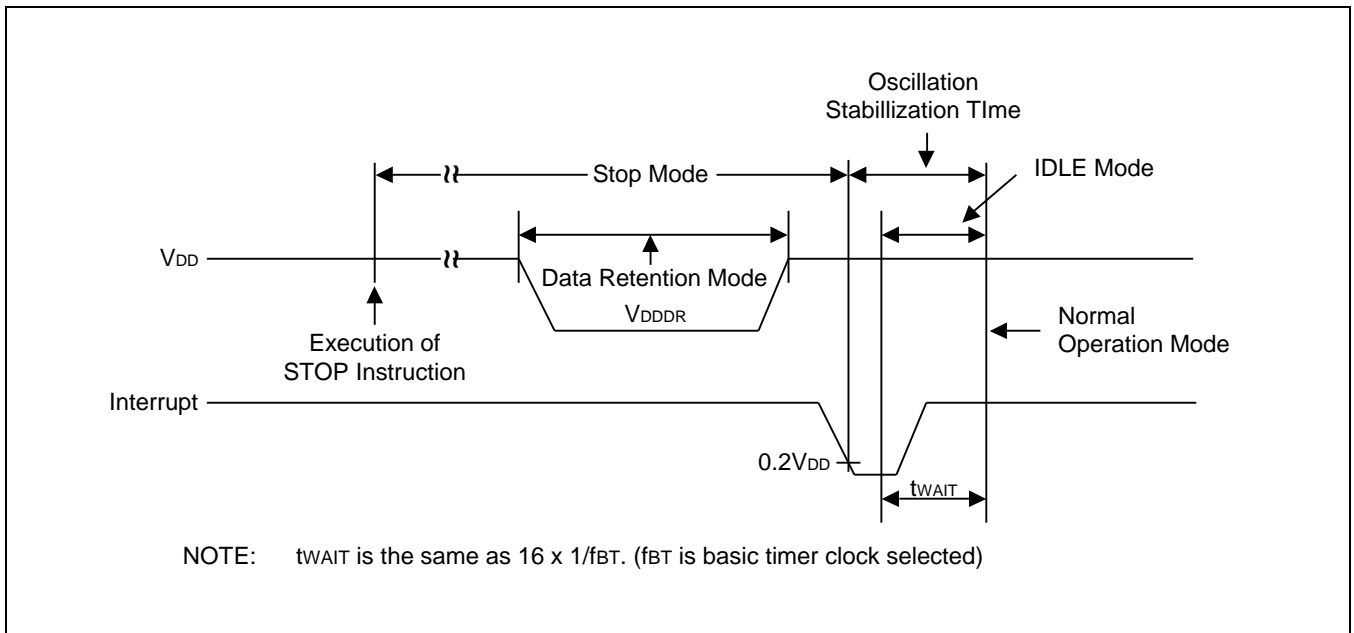 Oscillation
Stabillization TIme
Stop Mode
IDLE Mode
VDD
Data Retention Mode
VDDDR
Execution of
STOP Instruction
Normal
Operation Mode
Interrupt
0.2VDD
tWAIT
NOTE: tWAIT is the same as 16 x 1/fBT. (fBT is basic timer clock selected)